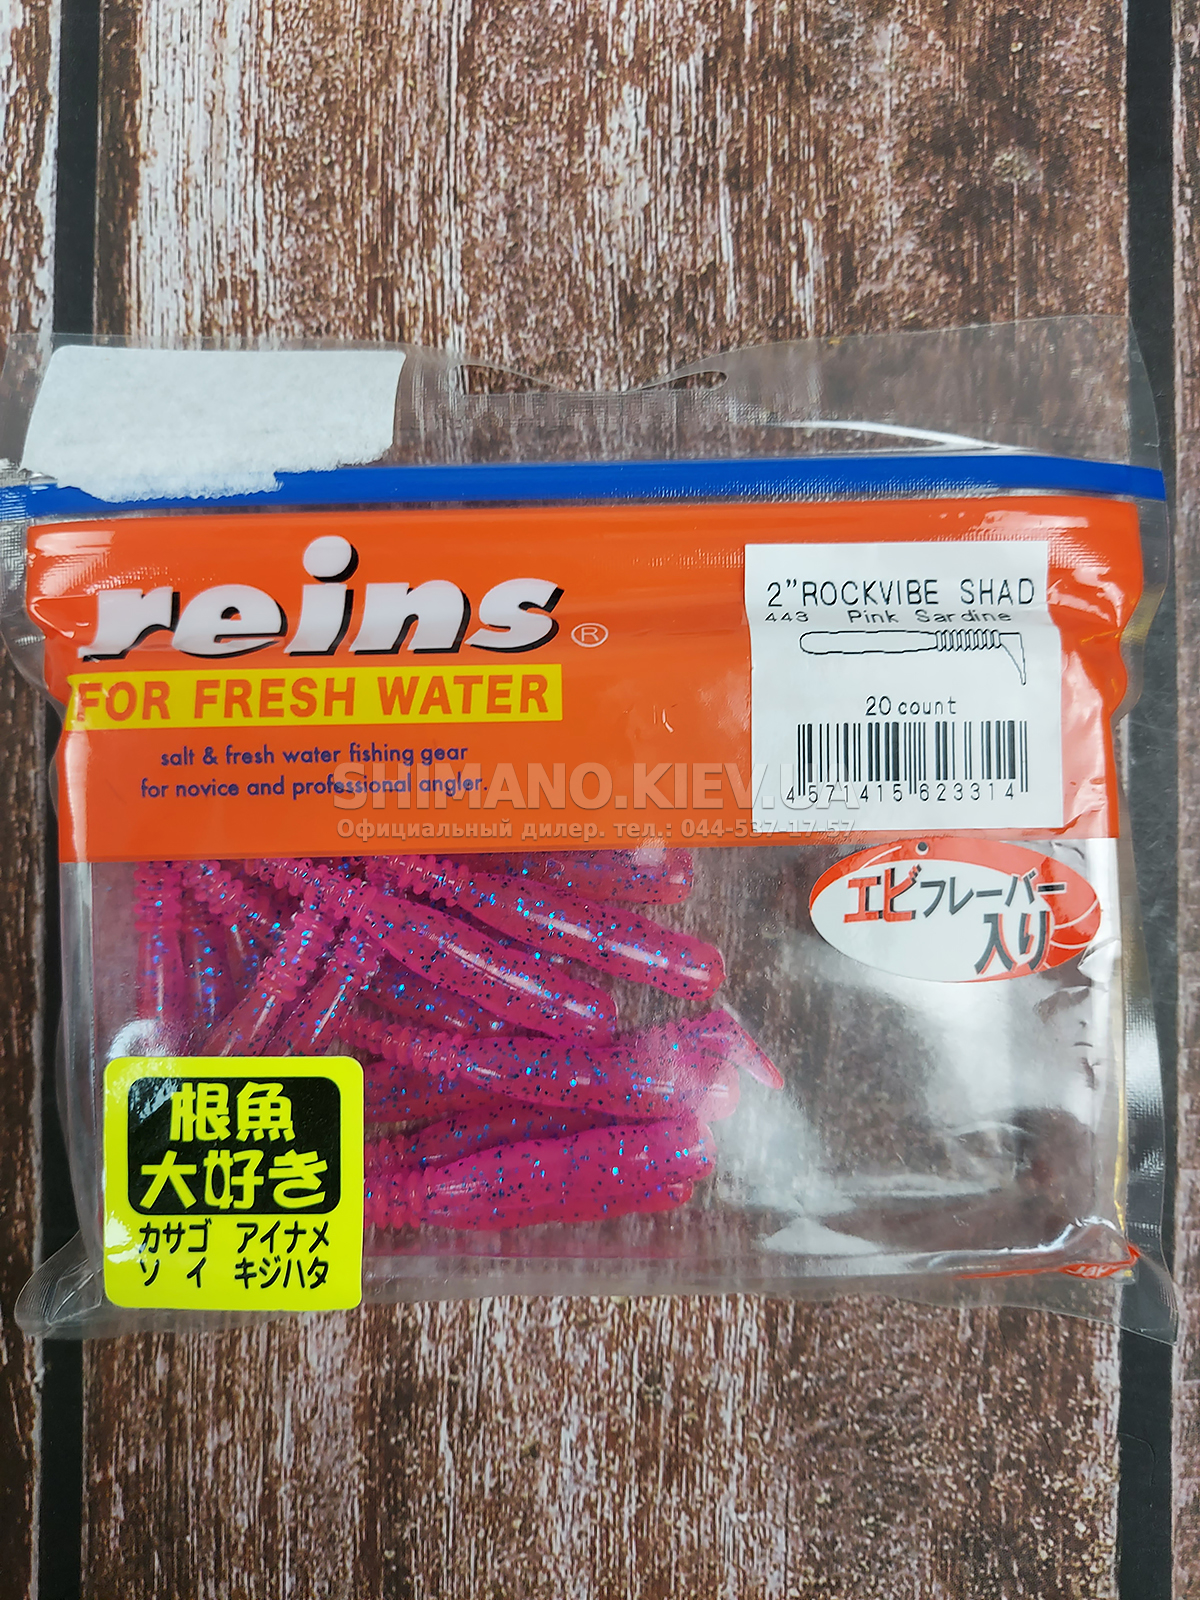 reins®
FOR FRESH WATER
salt & fresh water fishing gear
for novice and professional angler.
2”ROCKVIBE SHAD
443 Pink Sardine
20 count
4 571415 623314
SHIMANO.KIEV.UA
Официальный дилер. тел.: 044-537-17-57
エビフレーバー
入り
根魚
大好き
カサゴ アイナメ
ソイ キジハタ